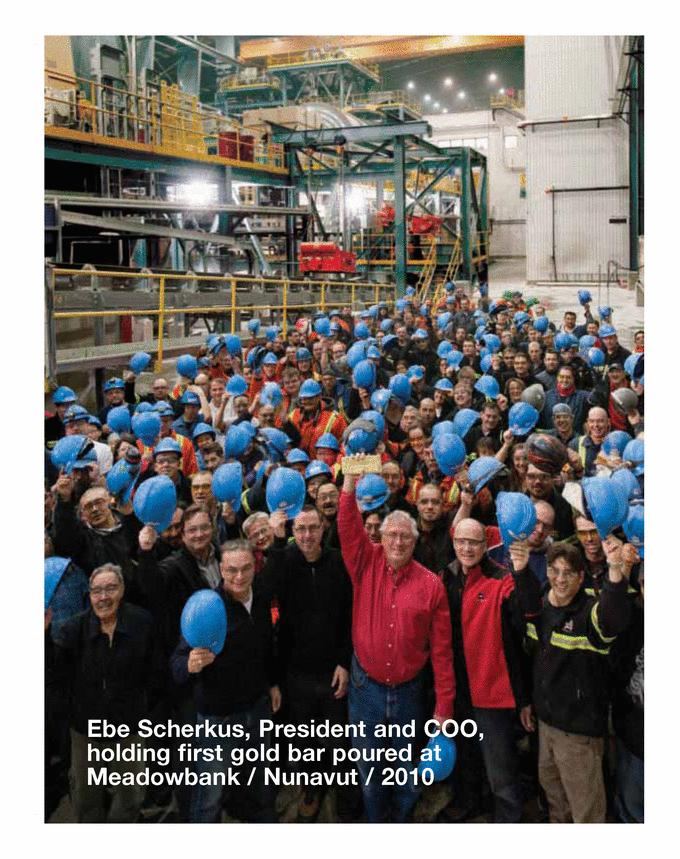 Ebe Scherkus, President and COO,
holding first gold bar poured at
Meadowbank / Nunavut / 2010